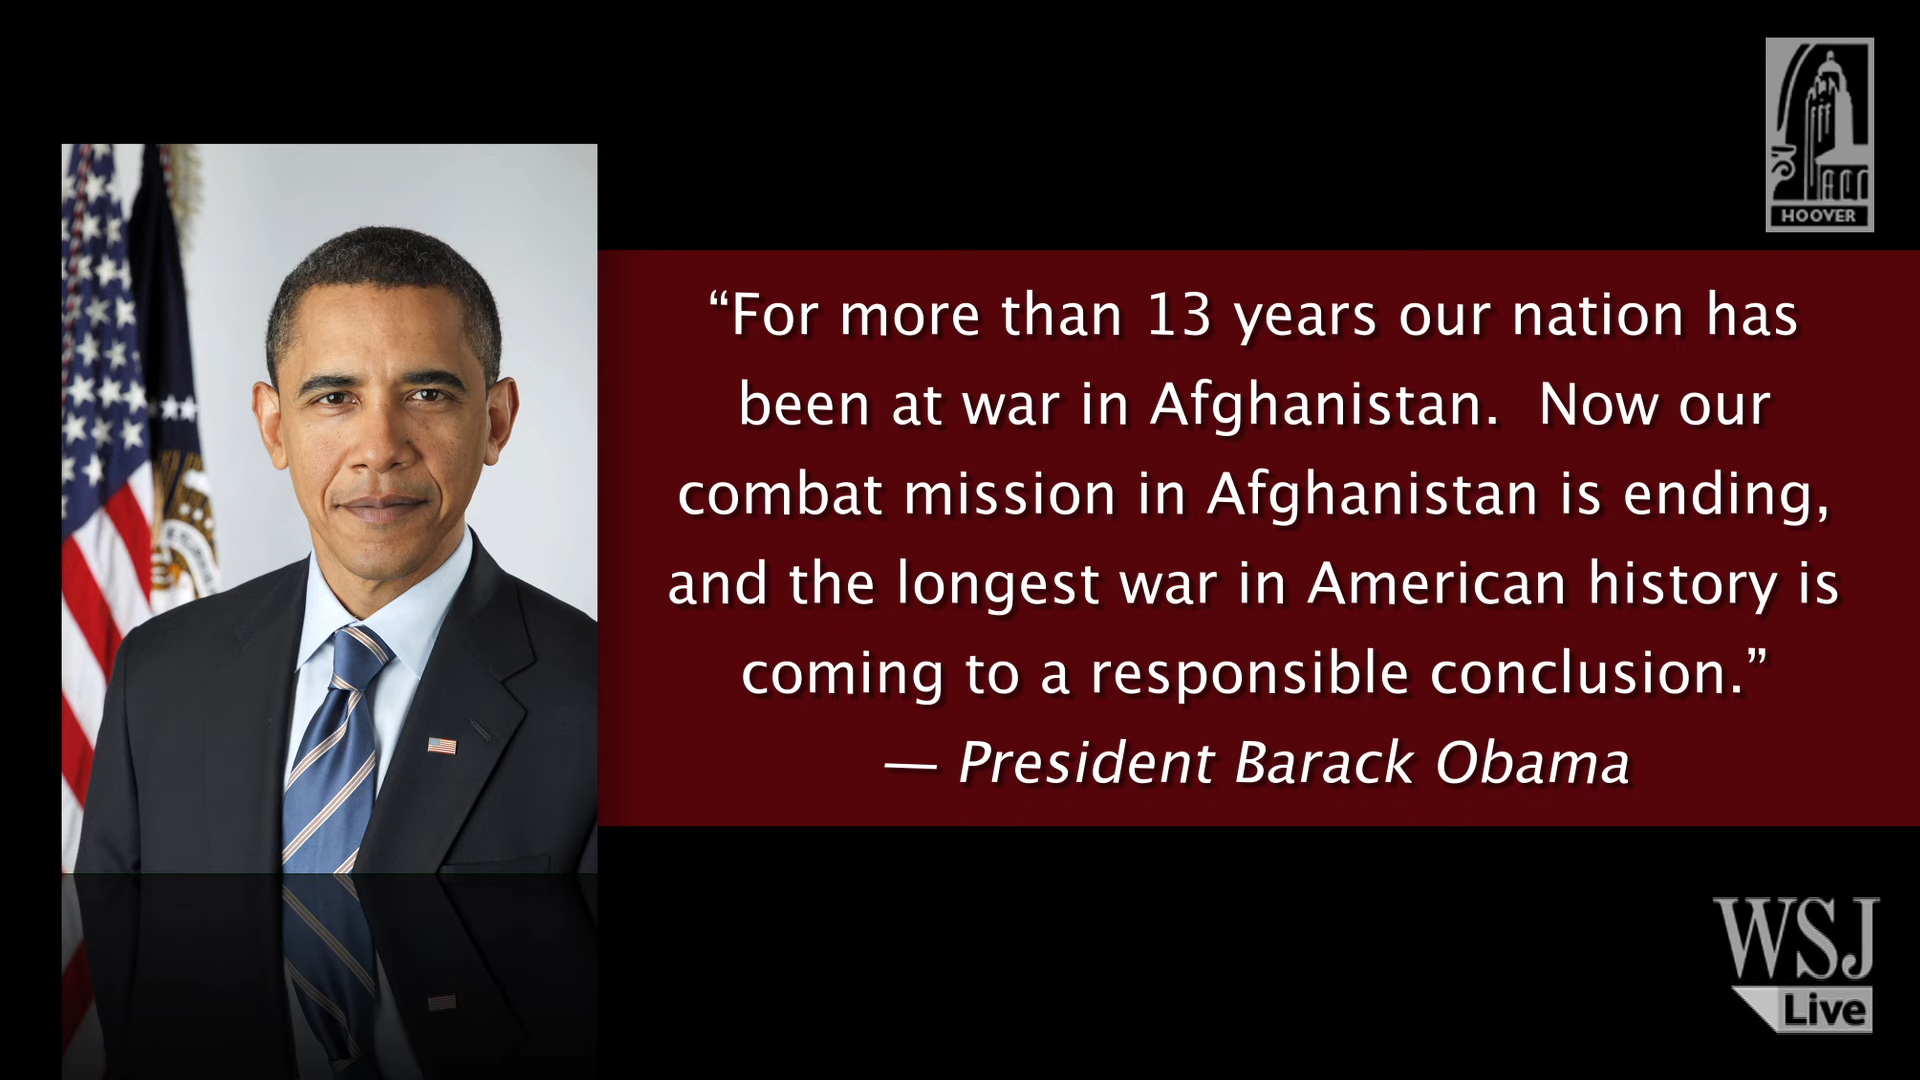 HOOVER
“For more than 13 years our nation has
been at war in Afghanistan.  Now our
combat mission in Afghanistan is ending,
and the longest war in American history is
coming to a responsible conclusion.”
— President Barack Obama
WSJ
Live